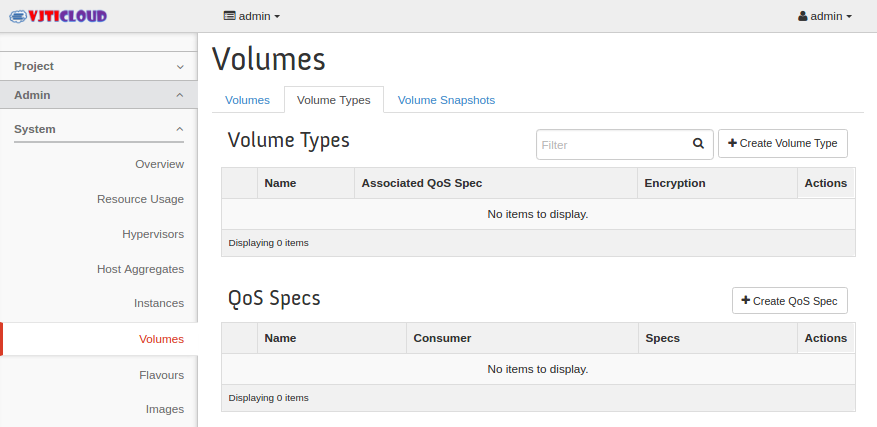 VJTICLOUD admin admin
Project
Admin
System
Overview
Resource Usage
Hypervisors
Host Aggregates
Instances
Volumes
Flavours
Images
Volumes
Volumes Volume Types Volume Snapshots
Volume Types Filter Create Volume Type
Name Associated QoS Spec Encryption Actions
No items to display.
Displaying 0 items
QoS Specs Create QoS Spec
Name Consumer Specs Actions
No items to display.
Displaying 0 items